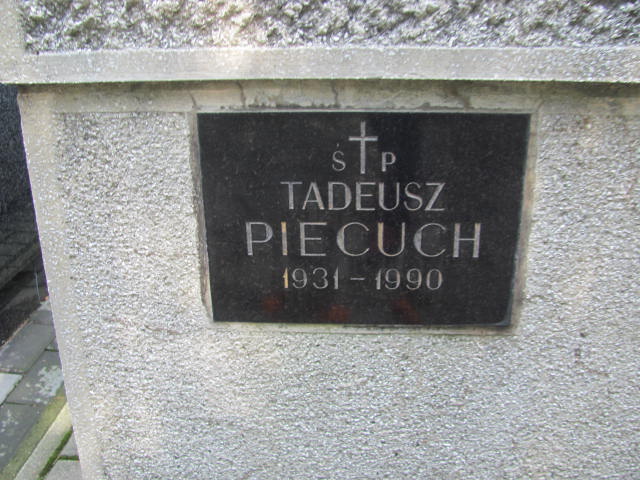 Ś P
TADEUSZ
PIECUCH
1931-1990